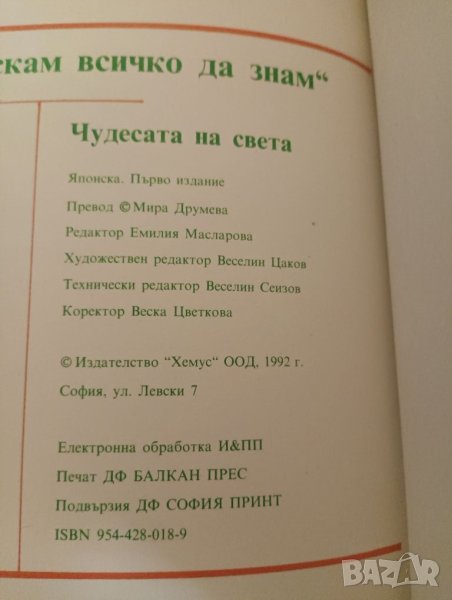 скам всичко да знам“
Чудесата на света
Японска. Първо издание
Превод © Мира Друмева
Редактор Емилия Масларова
Художествен редактор Веселин Цаков
Технически редактор Веселин Сеизов
Коректор Веска Цветкова
© Издателство "Хемус" ООД, 1992 г.
София, ул. Левски 7
Електронна обработка И&ПП
Печат ДФ БАЛКАН ПРЕС
Подвързия ДФ СОФИЯ ПРИНТ
ISBN 954-428-018-9
BAZAR